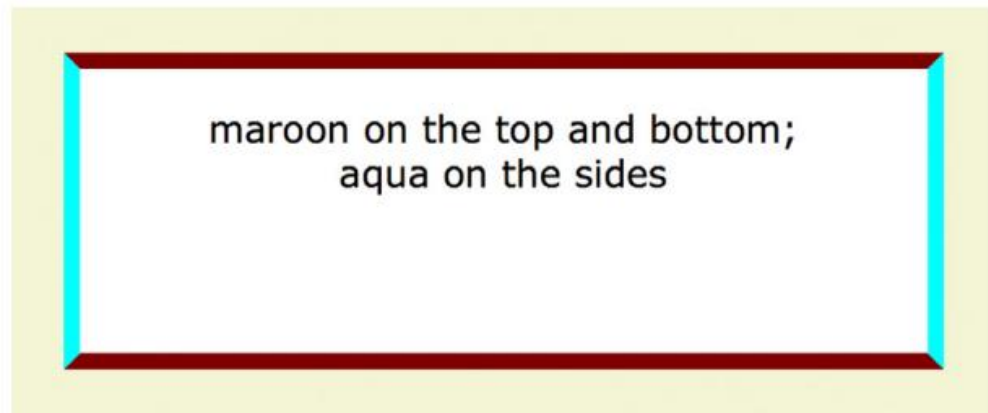 maroon on the top and bottom;
aqua on the sides